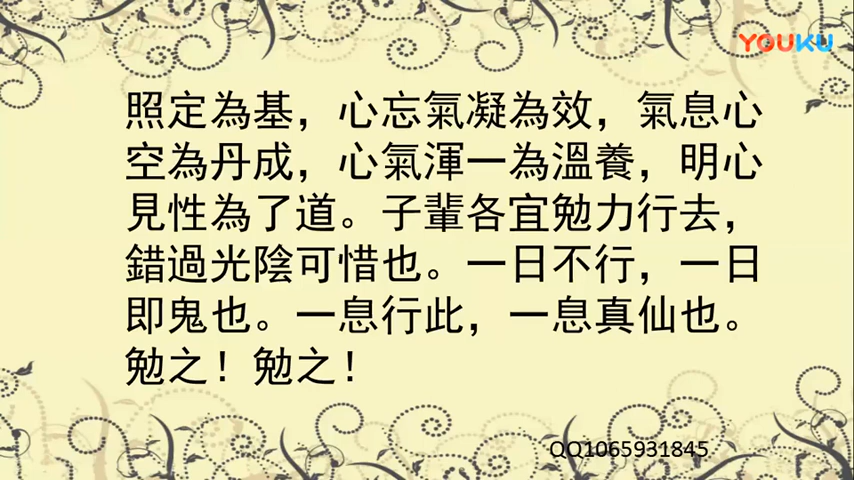 YOUKU
照定為基，心忘氣凝為效，氣息心
空為丹成，心氣渾一為溫養，明心
見性為了道。子輩各宜勉力行去，
錯過光陰可惜也。一日不行，一日
即鬼也。一息行此，一息真仙也。
勉之！勉之！
QQ1065931845